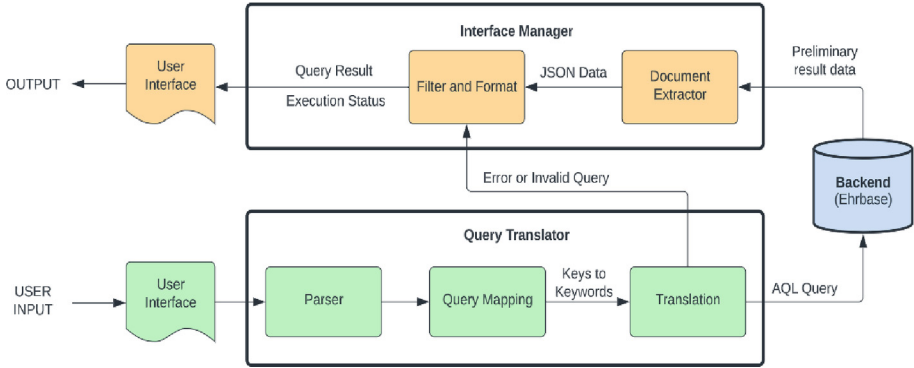 Interface Manager
OUTPUT
User
Interface
Query Result
Execution Status
Filter and Format
JSON Data
Document
Extractor
Preliminary
result data
Error or Invalid Query
Backend
(Ehrbase)
Query Translator
USER
INPUT
User
Interface
Parser
Query Mapping
Keys to
Keywords
Translation
AQL Query